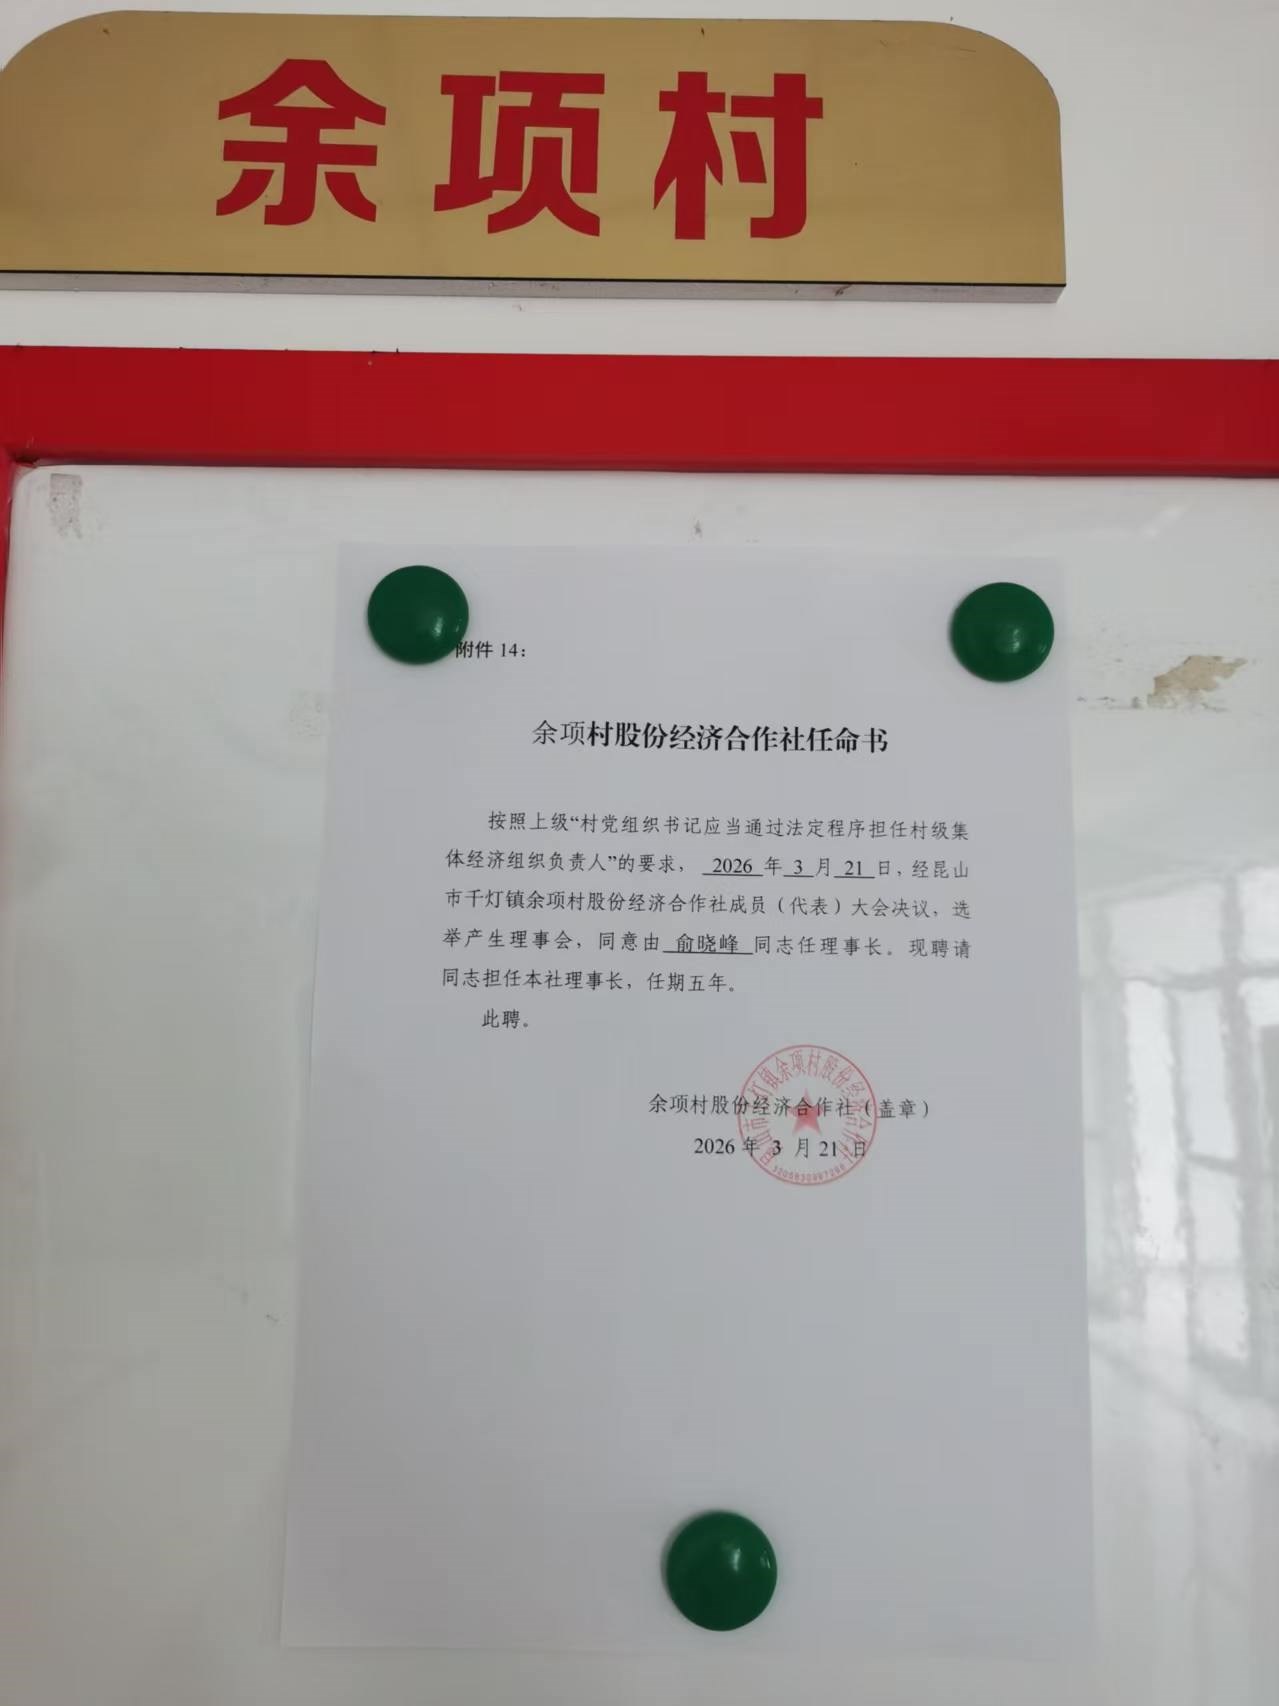 余项村
附件 14：
余项村股份经济合作社任命书
按照上级“村党组织书记应当通过法定程序担任村级集
体经济组织负责人”的要求， 2026 年 3 月 21 日，经昆山
市千灯镇余项村股份经济合作社成员（代表）大会决议，选
举产生理事会，同意由 俞晓峰 同志任理事长。现聘请
同志担任本社理事长，任期五年。
此聘。
余项村股份经济合作社（盖章）
2026 年 3 月 21 日